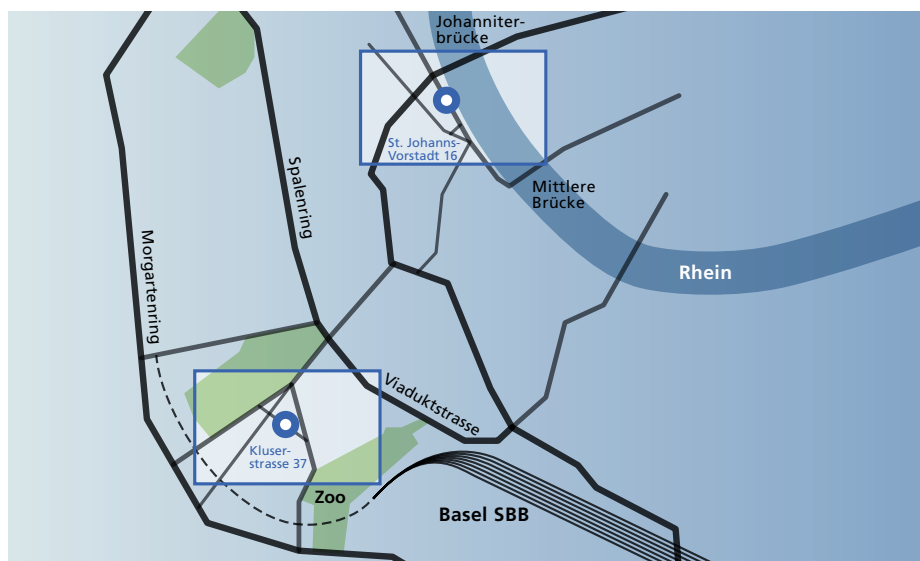 Johanniter-
brücke
St. Johanns-
Vorstadt 16
Mittlere
Brücke
Spalenring
Morgartenring
Rhein
Viaduktstrasse
Kluser-
strasse 37
Zoo
Basel SBB